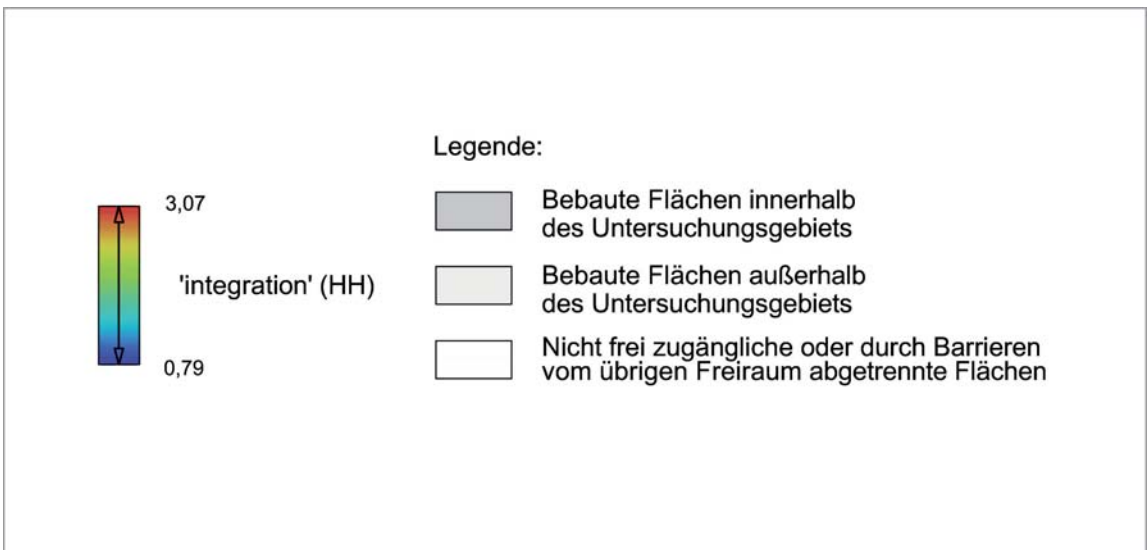 3,07
'integration' (HH)
0,79
Legende:
Bebaute Flächen innerhalb
des Untersuchungsgebiets
Bebaute Flächen außerhalb
des Untersuchungsgebiets
Nicht frei zugängliche oder durch Barrieren
vom übrigen Freiraum abgetrennte Flächen